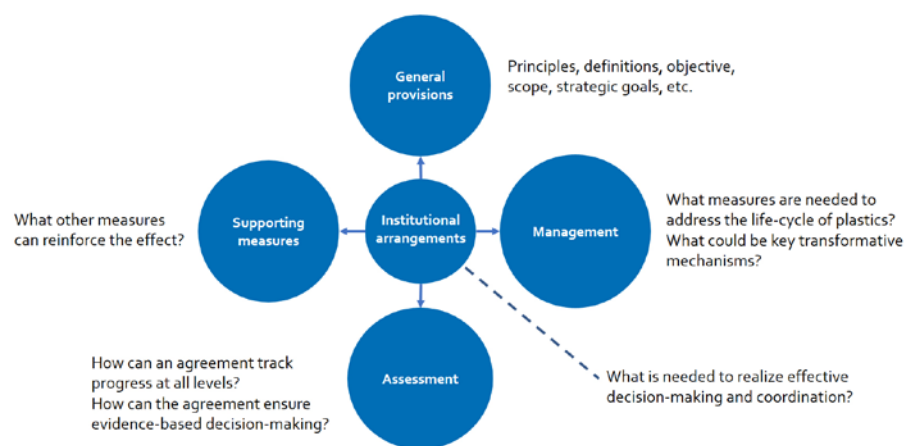 General
provisions
Principles, definitions, objective,
scope, strategic goals, etc.
What other measures
can reinforce the effect?
Supporting
measures
Institutional
arrangements
Management
What measures are needed to
address the life-cycle of plastics?
What could be key transformative
mechanisms?
How can an agreement track
progress at all levels?
How can the agreement ensure
evidence-based decision-making?
Assessment
What is needed to realize effective
decision-making and coordination?